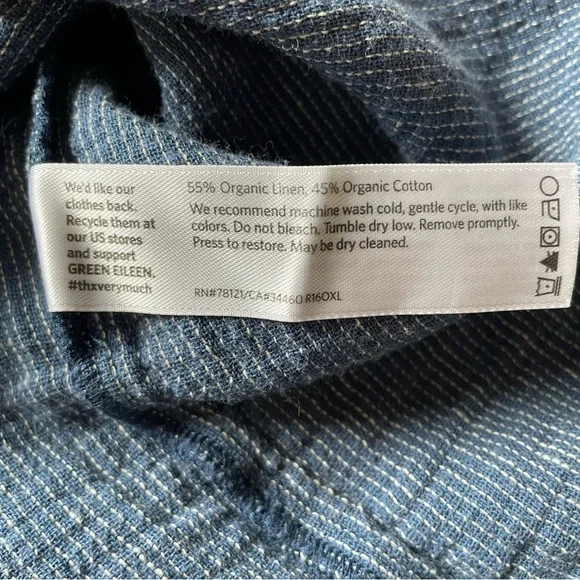 We'd like our
clothes back.
Recycle them at
our US stores
and support
GREEN EILEEN.
#thxverymuch
55% Organic Linen, 45% Organic Cotton
We recommend machine wash cold, gentle cycle, with like
colors. Do not bleach. Tumble dry low. Remove promptly.
Press to restore. May be dry cleaned.
RN#78121/CA#34460 R16OXL